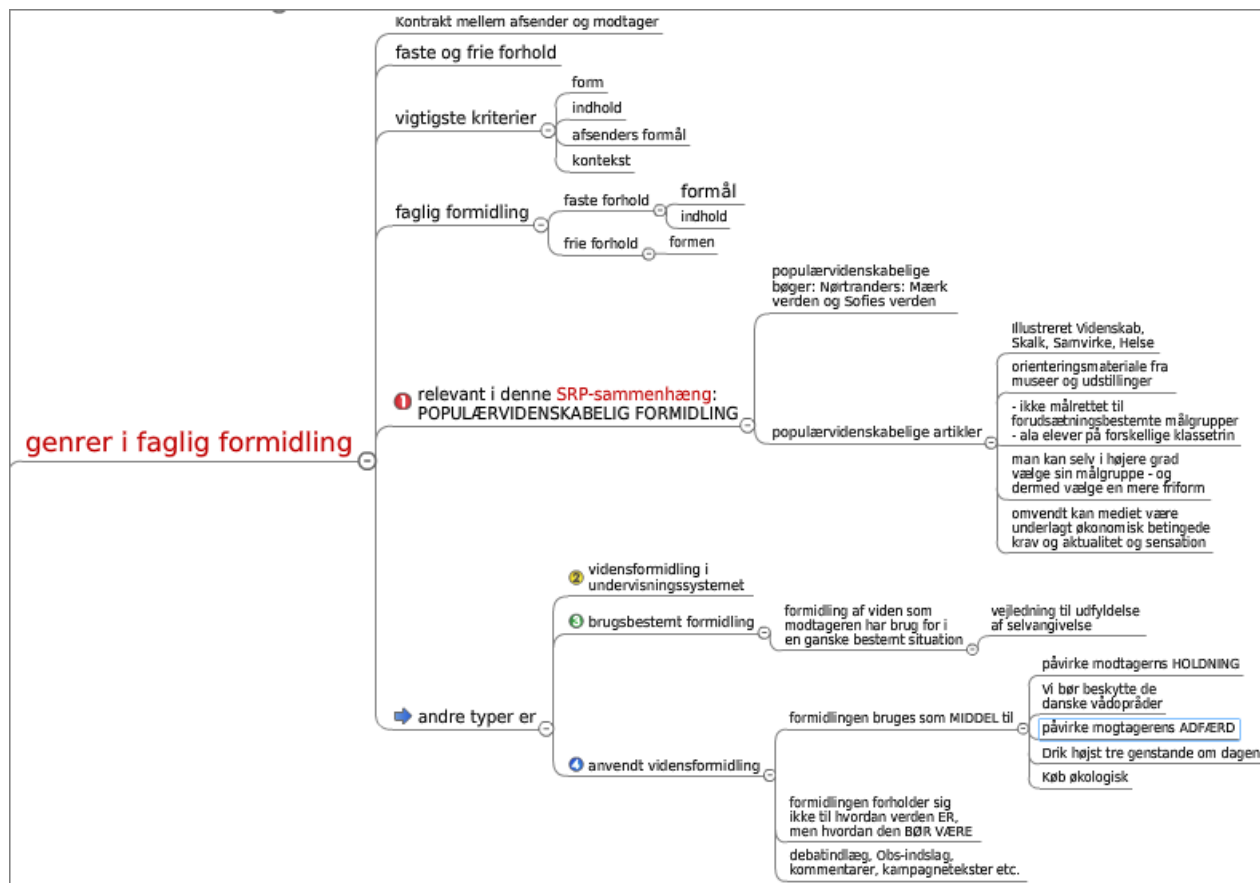 Kontrakt mellem afsender og modtager
faste og frie forhold
vigtigste kriterier
form
indhold
afsenders formål
kontekst
faglig formidling
faste forhold
formål
indhold
frie forhold
formen
genrer i faglig formidling
1 relevant i denne SRP-sammenhæng:
POPULÆRVIDENSKABELIG FORMIDLING
populærvidenskabelige
bøger: Nørtranders: Mærk
verden og Sofies verden
populærvidenskabelige artikler
Illustreret Videnskab,
Skalk, Samvirke, Helse
orienteringsmateriale fra
museer og udstillinger
- ikke målrettet til
forudsætningsbestemte målgrupper
- ala elever på forskellige klassetrin
man kan selv i højere grad
vælge sin målgruppe - og
dermed vælge en mere friform
omvendt kan mediet være
underlagt økonomisk betingede
krav og aktualitet og sensation
andre typer er
2 vidensformidling i
undervisningssystemet
3 brugsbestemt formidling
formidling af viden som
modtageren har brug for i
en ganske bestemt situation
vejledning til udfyldelse
af selvangivelse
4 anvendt vidensformidling
formidlingen bruges som MIDDEL til
påvirke modtagerns HOLDNING
Vi bør beskytte de
danske vådopråder
påvirke mogtagerens ADFÆRD
Drik højst tre genstande om dagen
Køb økologisk
formidlingen forholder sig
ikke til hvordan verden ER,
men hvordan den BØR VÆRE
debatindlæg, Obs-indslag,
kommentarer, kampagnetekster etc.